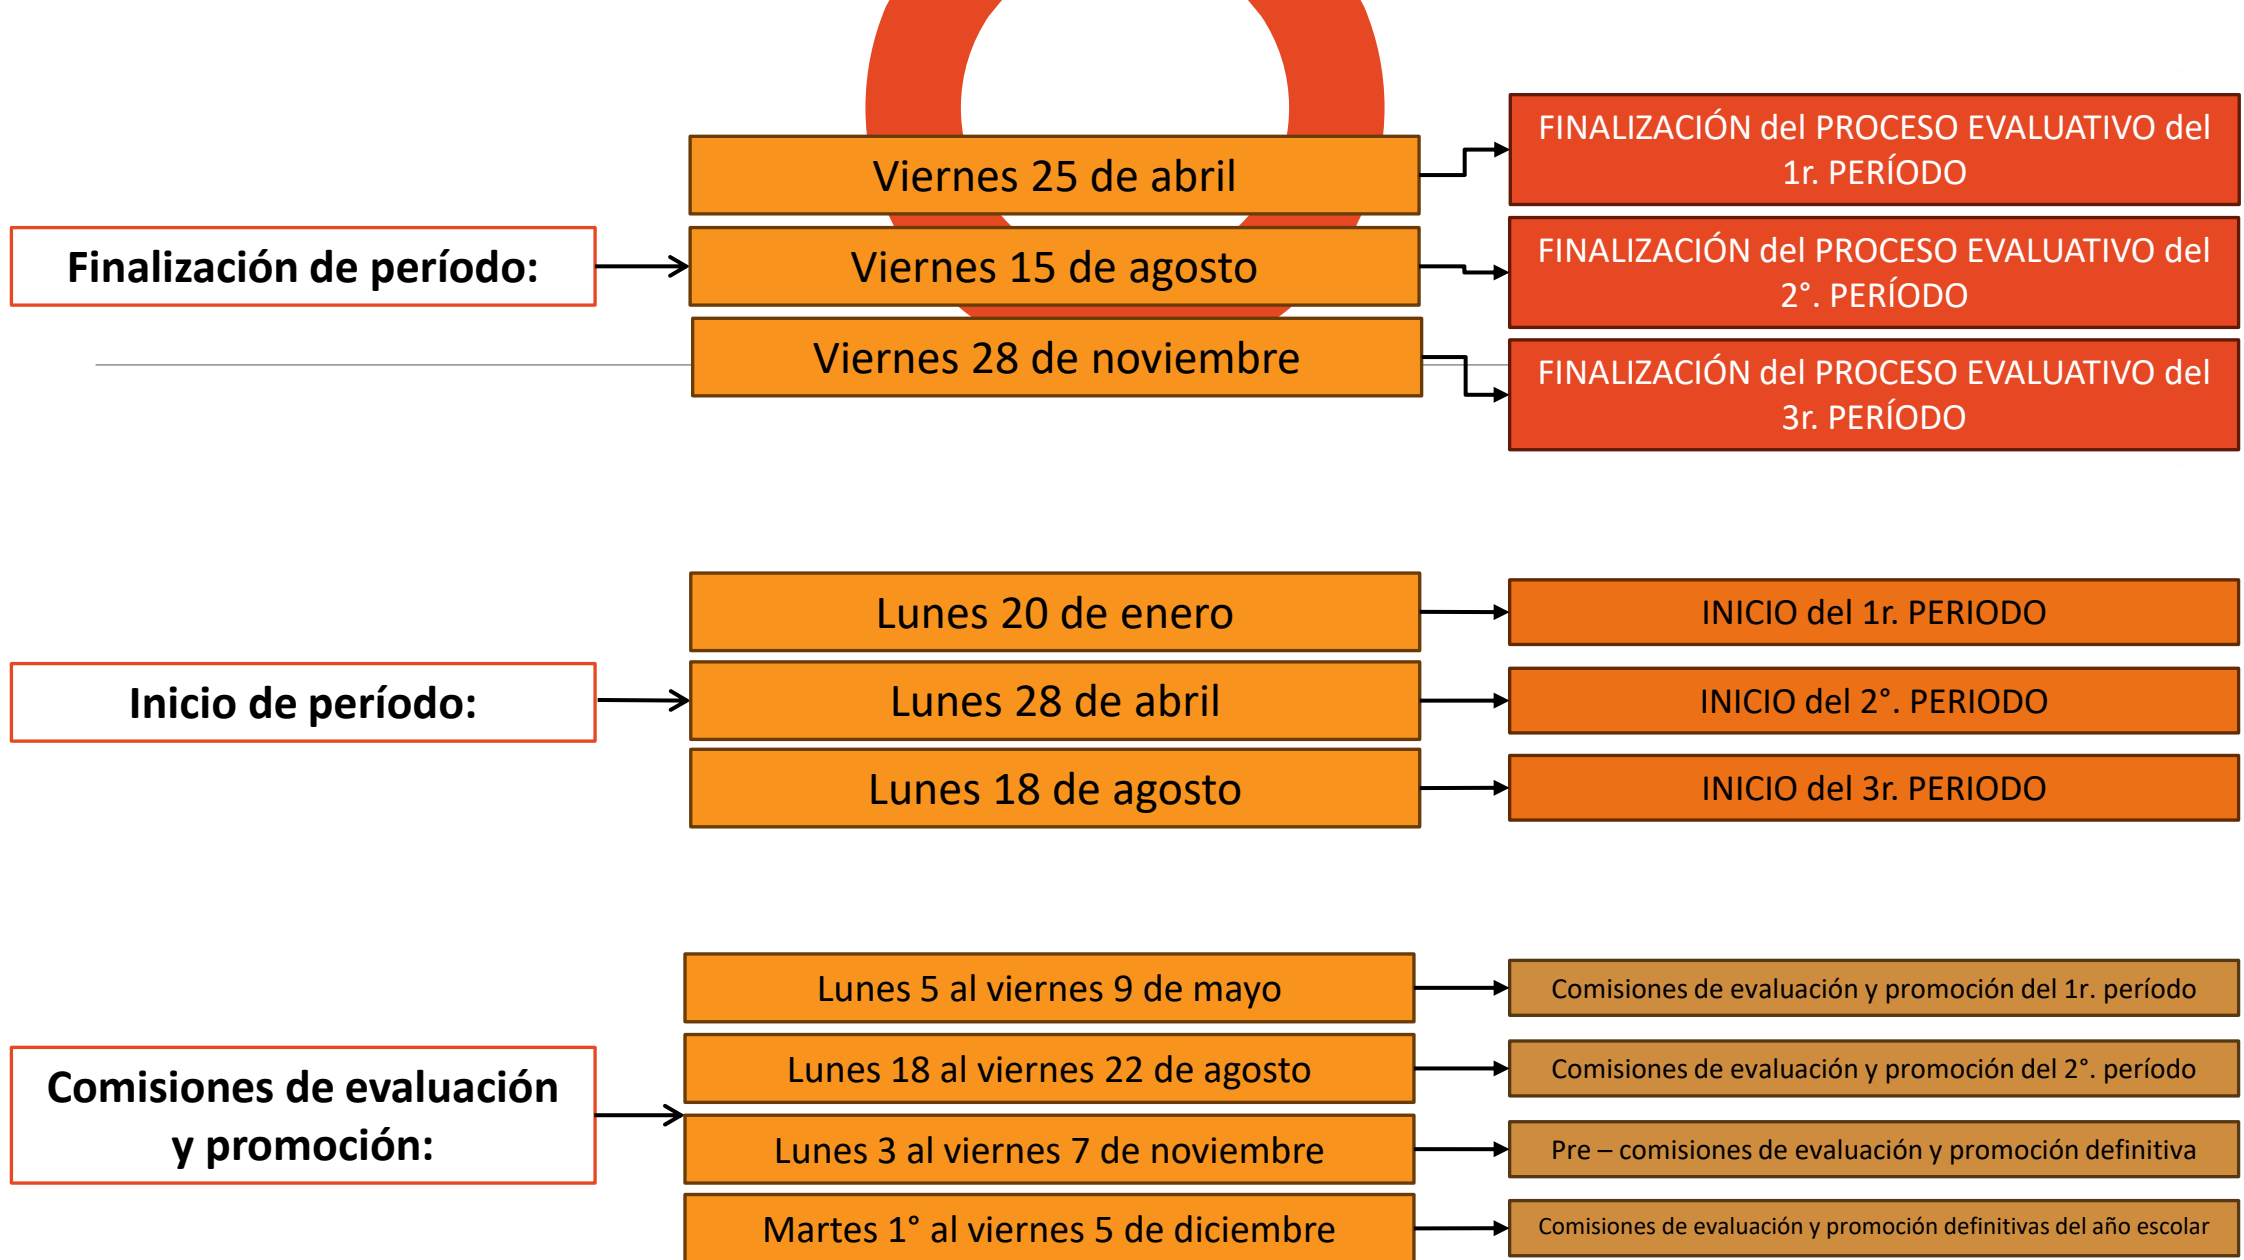 Finalización de período:
Viernes 25 de abril
FINALIZACIÓN del PROCESO EVALUATIVO del
1r. PERÍODO
Viernes 15 de agosto
FINALIZACIÓN del PROCESO EVALUATIVO del
2°. PERÍODO
Viernes 28 de noviembre
FINALIZACIÓN del PROCESO EVALUATIVO del
3r. PERÍODO
Inicio de período:
Lunes 20 de enero
INICIO del 1r. PERIODO
Lunes 28 de abril
INICIO del 2°. PERIODO
Lunes 18 de agosto
INICIO del 3r. PERIODO
Comisiones de evaluación
y promoción:
Lunes 5 al viernes 9 de mayo
Comisiones de evaluación y promoción del 1r. período
Lunes 18 al viernes 22 de agosto
Comisiones de evaluación y promoción del 2°. período
Lunes 3 al viernes 7 de noviembre
Pre – comisiones de evaluación y promoción definitiva
Martes 1° al viernes 5 de diciembre
Comisiones de evaluación y promoción definitivas del año escolar